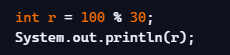 int r = 100 % 30;
System.out.println(r);